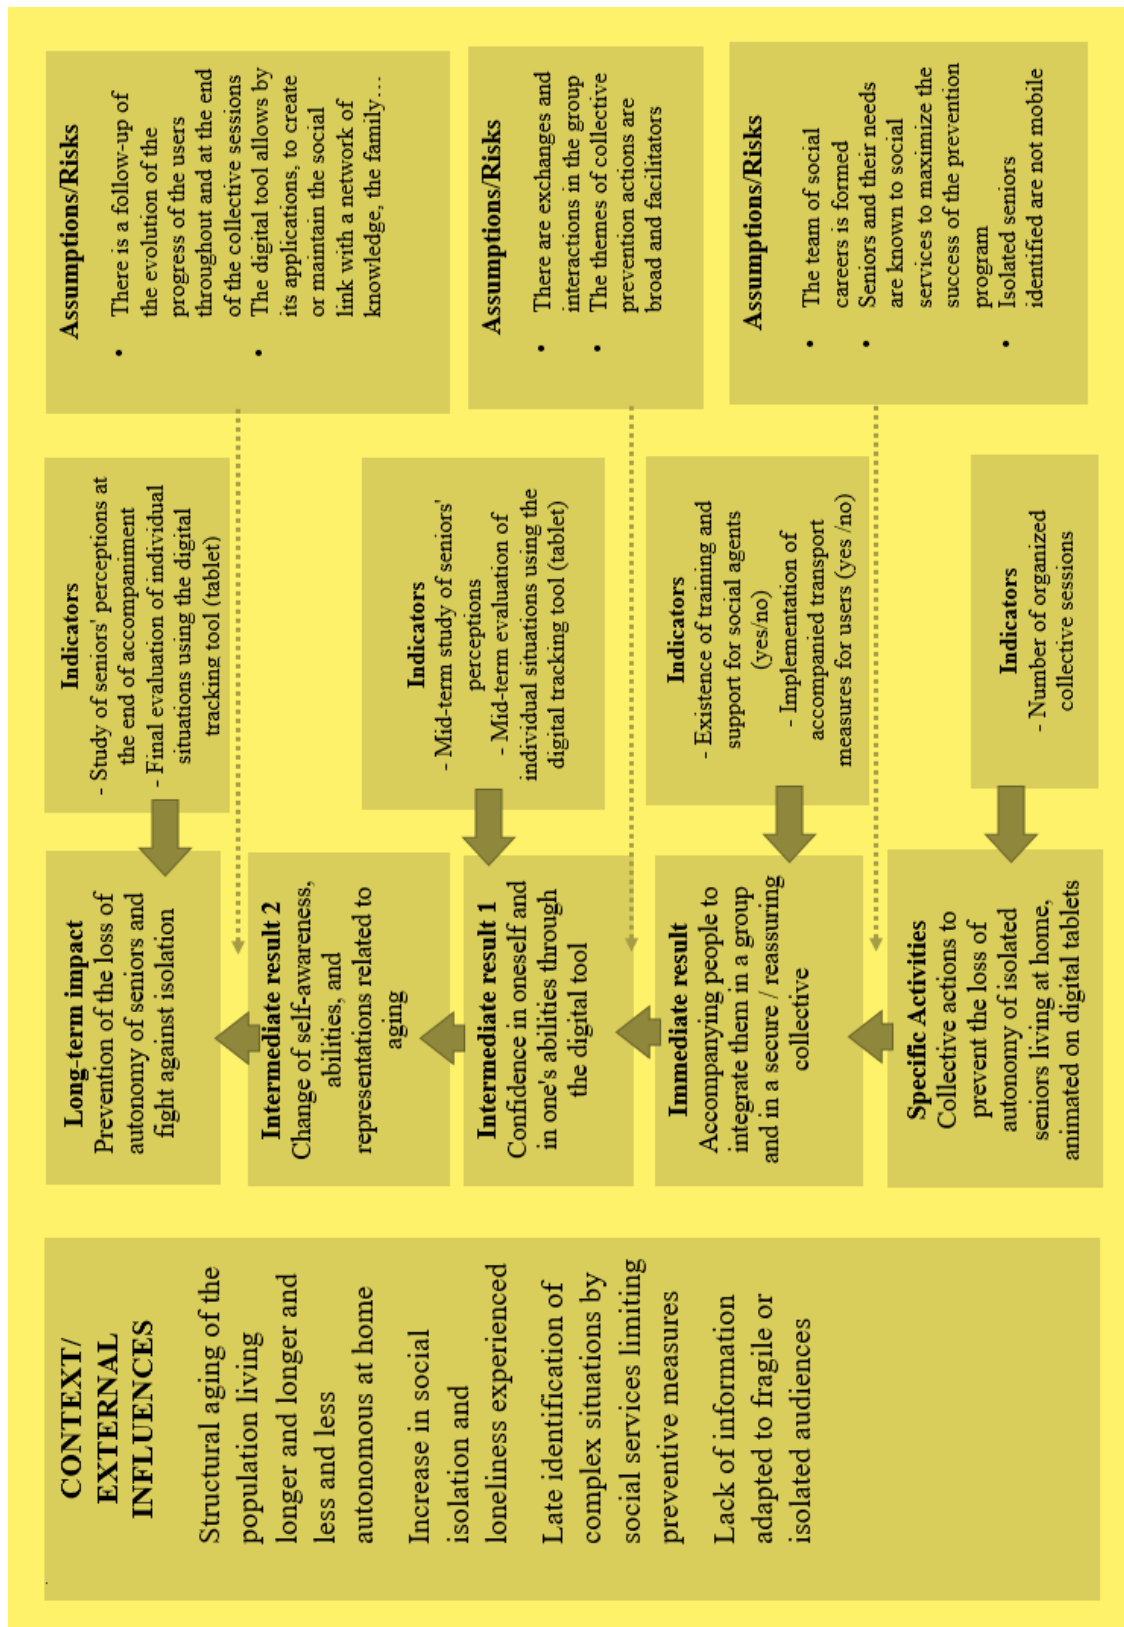 CONTEXT/
EXTERNAL
INFLUENCES
Structural aging of the
population living
longer and longer and
less and less
autonomous at home
Increase in social
isolation and
loneliness experienced
Late identification of
complex situations by
social services limiting
preventive measures
Lack of information
adapted to fragile or
isolated audiences
Long-term impact
Prevention of the loss of
autonomy of seniors and
fight against isolation
Intermediate result 2
Change of self-awareness,
abilities, and
representations related to
aging
Intermediate result 1
Confidence in oneself and
in one's abilities through
the digital tool
Immediate result
Accompanying people to
integrate them in a group
and in a secure / reassuring
collective
Specific Activities
Collective actions to
prevent the loss of
autonomy of isolated
seniors living at home,
animated on digital tablets
Indicators
- Study of seniors' perceptions at
the end of accompaniment
- Final evaluation of individual
situations using the digital
tracking tool (tablet)
Indicators
- Mid-term study of seniors'
perceptions
- Mid-term evaluation of
individual situations using the
digital tracking tool (tablet)
Indicators
- Existence of training and
support for social agents
(yes/no)
- Implementation of
accompanied transport
measures for users (yes /no)
Indicators
- Number of organized
collective sessions
Assumptions/Risks
• There is a follow-up of
the evolution of the
progress of the users
throughout and at the end
of the collective sessions
• The digital tool allows by
its applications, to create
or maintain the social
link with a network of
knowledge, the family…
Assumptions/Risks
• There are exchanges and
interactions in the group
• The themes of collective
prevention actions are
broad and facilitators
Assumptions/Risks
• The team of social
careers is formed
• Seniors and their needs
are known to social
services to maximize the
success of the prevention
program
• Isolated seniors
identified are not mobile